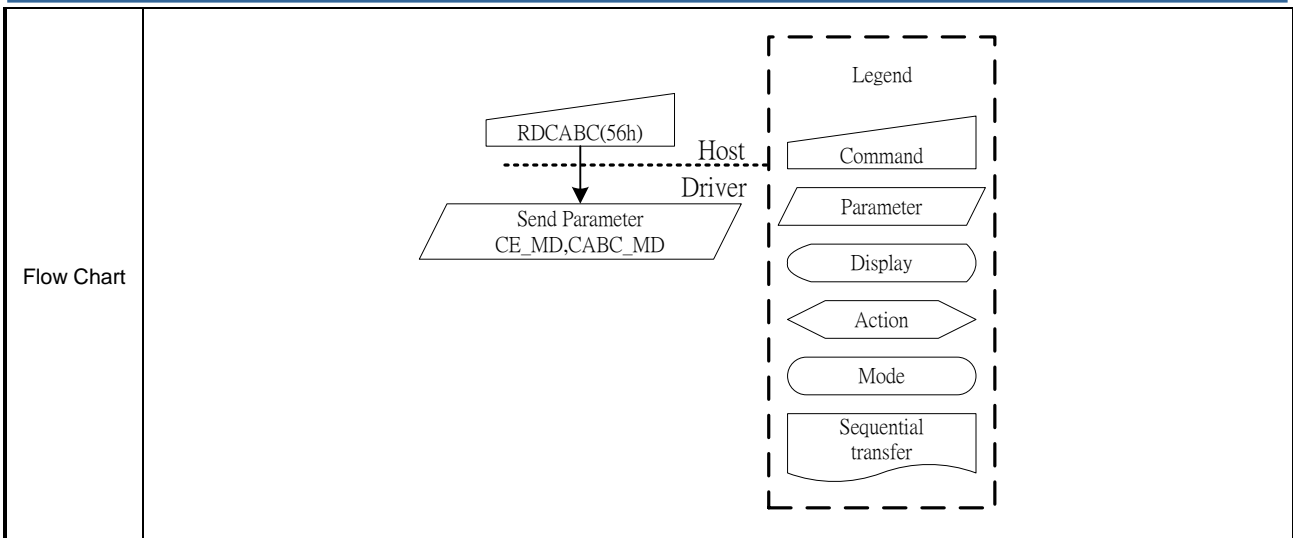 Flow Chart
RDCABC(56h)
Host
Driver
Send Parameter
CE_MD,CABC_MD
Legend
Command
Parameter
Display
Action
Mode
Sequential
transfer